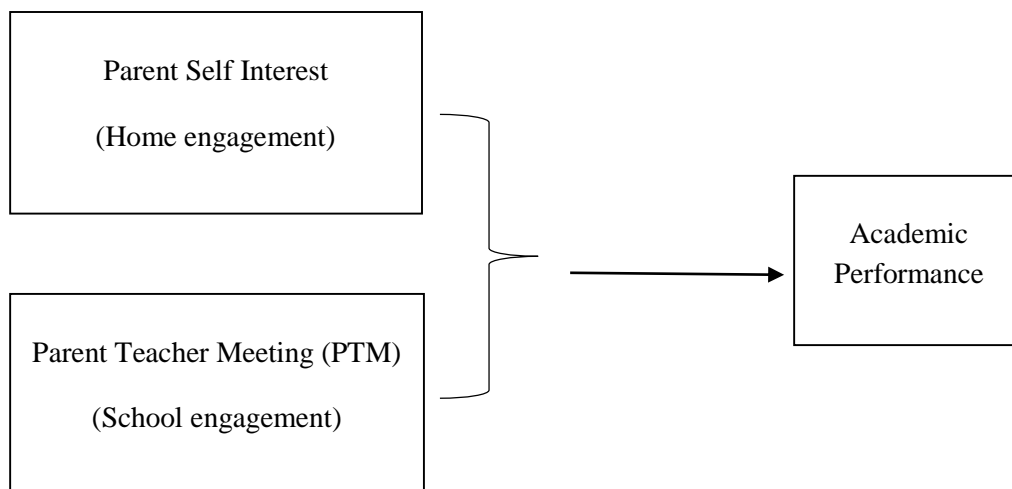 Parent Self Interest
(Home engagement)
Parent Teacher Meeting (PTM)
(School engagement)
Academic
Performance